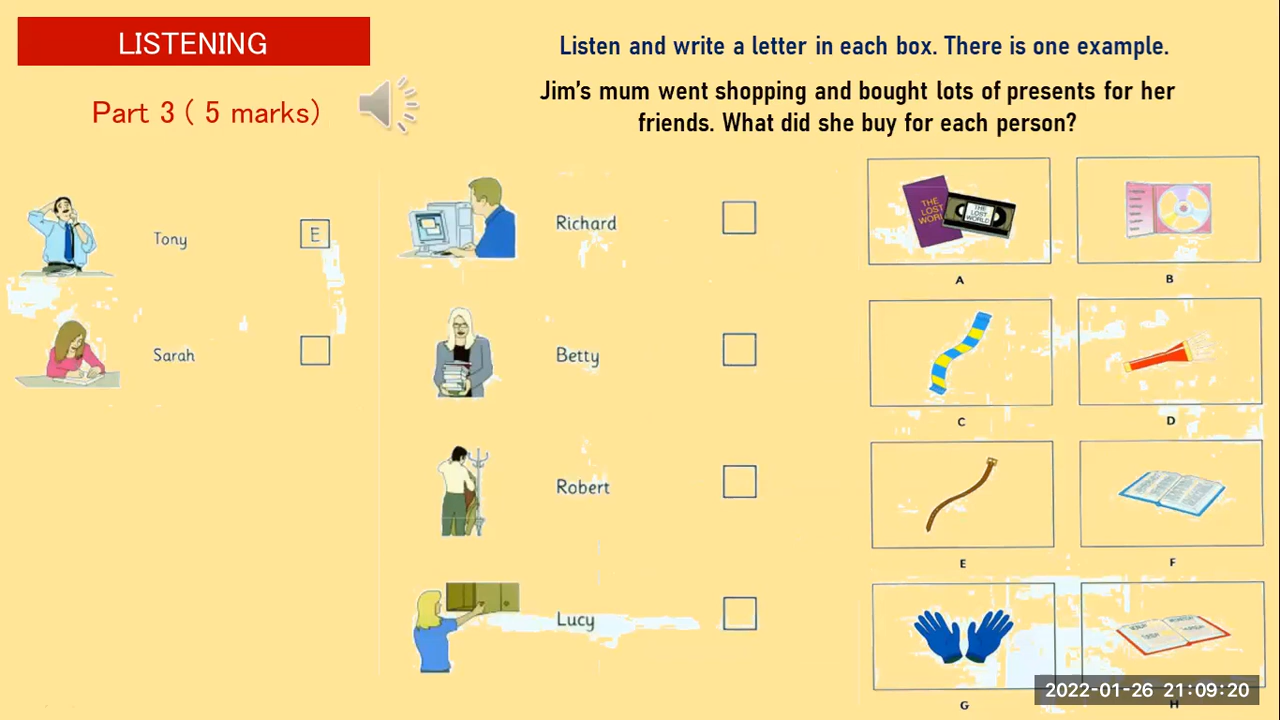 LISTENING
Part 3 ( 5 marks)
Listen and write a letter in each box. There is one example.
Jim's mum went shopping and bought lots of presents for her
friends. What did she buy for each person?
Tony
E
Sarah
Richard
Betty
Robert
Lucy
THE
LOST
WORLD
THE
LOST
WORLD
A
B
C
D
E
F
G
H
2022-01-26 21:09:20